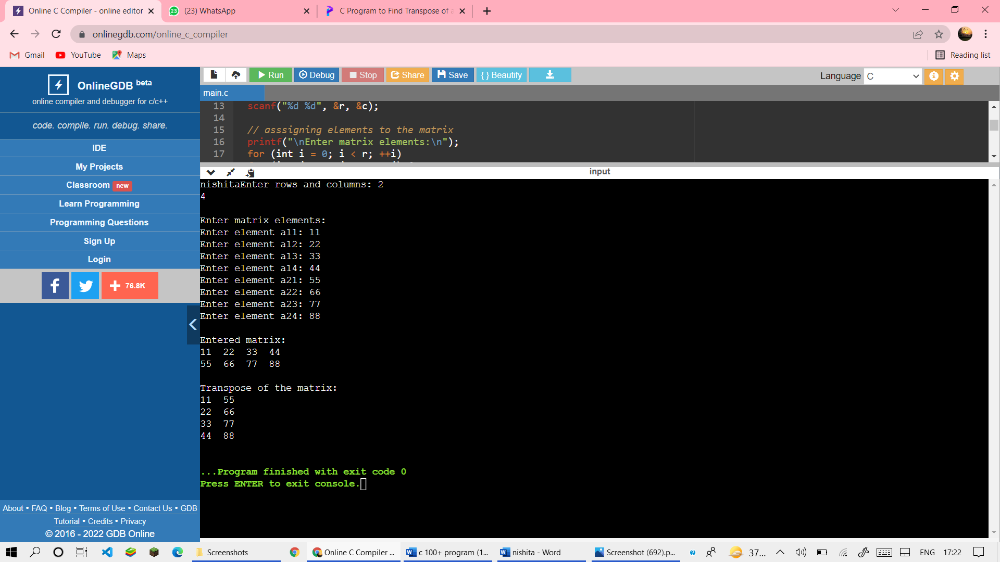 Online C Compiler - online editor
(23) WhatsApp
C Program to Find Transpose of a
onlinegdb.com/online_c_compiler
Gmail
YouTube
Maps
Reading list
OnlineGDB beta
online compiler and debugger for c/c++
code. compile. run. debug. share.
IDE
My Projects
Classroom new
Learn Programming
Programming Questions
Sign Up
Login
76.8K
About • FAQ • Blog • Terms of Use • Contact Us • GDB
Tutorial • Credits • Privacy
© 2016 - 2022 GDB Online
Run
Debug
Stop
Share
Save
{ } Beautify
Language C
main.c
13 scanf("%d %d", &r, &c);
14
15 // asssigning elements to the matrix
16 printf("\nEnter matrix elements:\n");
17 for (int i = 0; i < r; ++i)
input
nishitaEnter rows and columns: 2
4
Enter matrix elements:
Enter element a11: 11
Enter element a12: 22
Enter element a13: 33
Enter element a14: 44
Enter element a21: 55
Enter element a22: 66
Enter element a23: 77
Enter element a24: 88
Entered matrix:
11 22 33 44
55 66 77 88
Transpose of the matrix:
11 55
22 66
33 77
44 88
...Program finished with exit code 0
Press ENTER to exit console.
Screenshots
Online C Compiler ...
c 100+ program (1...
nishita - Word
Screenshot (692).p...
37...
ENG
17:22